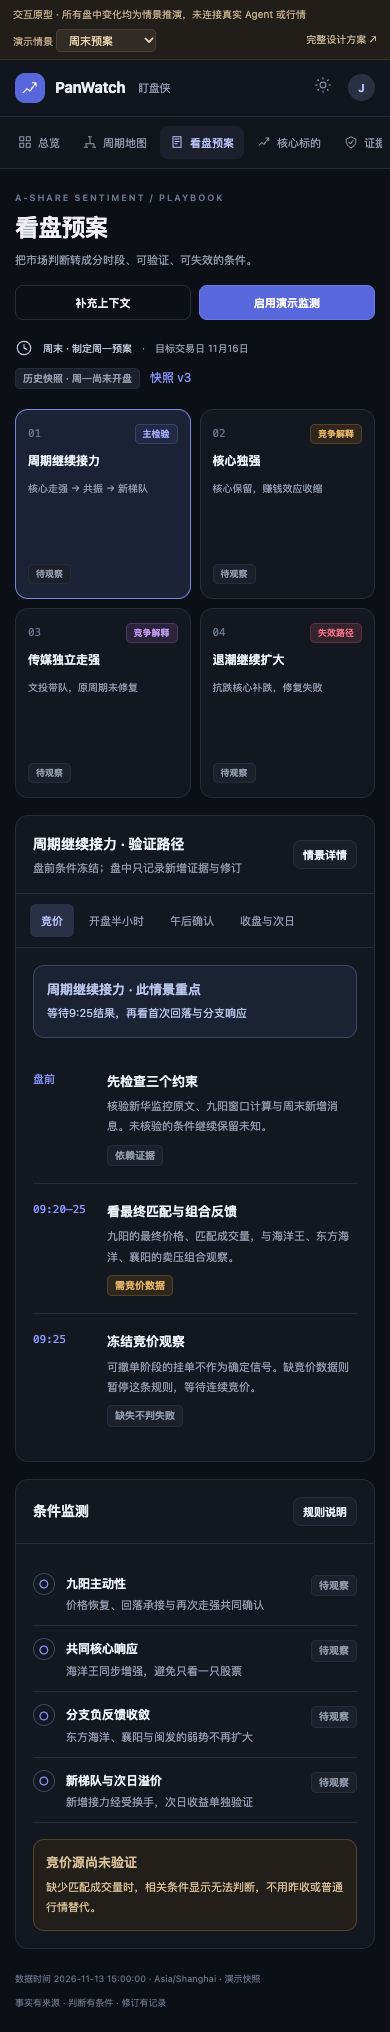 交互原型 · 所有盘中变化均为情景推演，未连接真实 Agent 或行情
演示情景 周末预案 完整设计方案 ↗
PanWatch 盯盘侠 J
总览 周期地图 看盘预案 核心标的 证据
A-SHARE SENTIMENT / PLAYBOOK
看盘预案
把市场判断转成分时段、可验证、可失效的条件。
补充上下文 启用演示监测
周末 · 制定周一预案 · 目标交易日 11月16日
历史快照 · 周一尚未开盘 快照 v3
01 主检验
周期继续接力
核心走强 → 共振 → 新梯队
待观察
02 竞争解释
核心独强
核心保留，赚钱效应收缩
待观察
03 竞争解释
传媒独立走强
文投带队，原周期未修复
待观察
04 失效路径
退潮继续扩大
抗跌核心补跌，修复失败
待观察
周期继续接力 · 验证路径
盘前条件冻结；盘中只记录新增证据与修订
情景详情
竞价 开盘半小时 午后确认 收盘与次日
周期继续接力 · 此情景重点
等待9:25结果，再看首次回落与分支响应
盘前 先检查三个约束
核验新华监控原文、九阳窗口计算与周末新增消
息。未核验的条件继续保留未知。
依赖证据
09:20—25 看最终匹配与组合反馈
九阳的最终价格、匹配成交量，与海洋王、东方海
洋、襄阳的卖压组合观察。
需竞价数据
09:25 冻结竞价观察
可撤单阶段的挂单不作为确定信号。缺竞价数据则
暂停这条规则，等待连续竞价。
缺失不判失败
条件监测 规则说明
九阳主动性 待观察
价格恢复、回落承接与再次走强共同确认
共同核心响应 待观察
海洋王同步增强，避免只看一只股票
分支负反馈收敛 待观察
东方海洋、襄阳与闽发的弱势不再扩大
新梯队与次日溢价 待观察
新增接力经受换手，次日收益单独验证
竞价源尚未验证
缺少匹配成交量时，相关条件显示无法判断，不用昨收或普通
行情替代。
数据时间 2026-11-13 15:00:00 · Asia/Shanghai · 演示快照
事实有来源 · 判断有条件 · 修订有记录